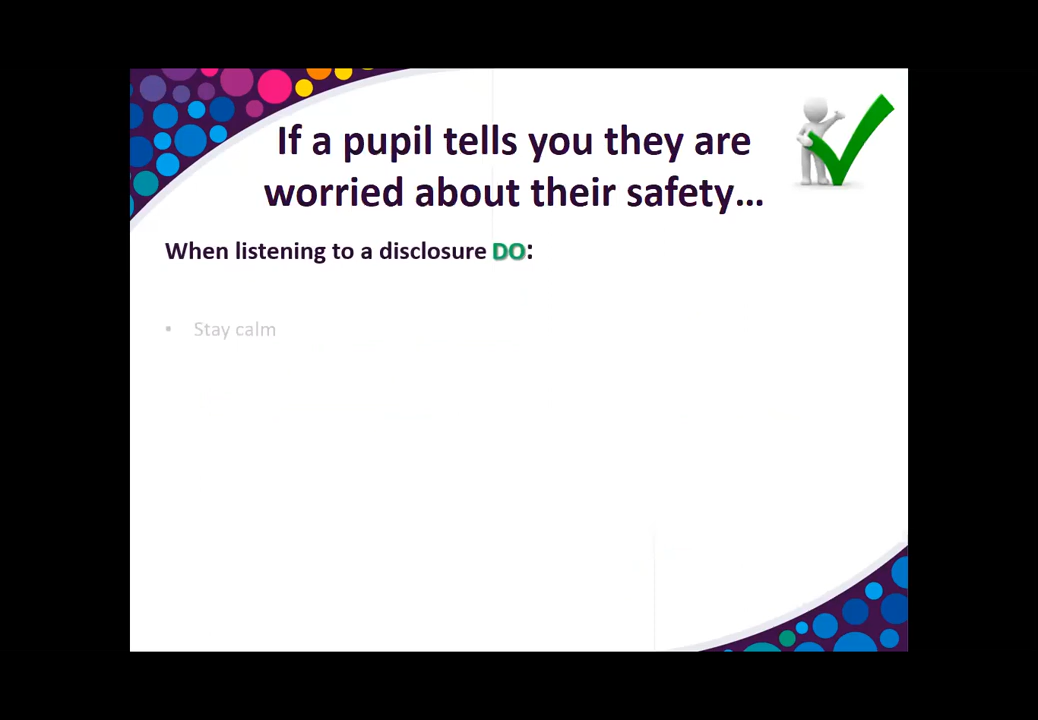 If a pupil tells you they are
worried about their safety…
When listening to a disclosure DO:
• Stay calm